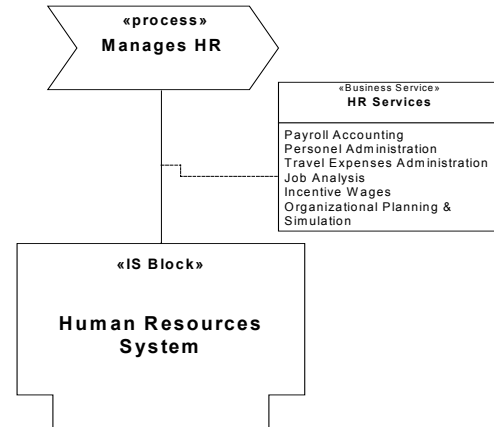 «process»
Manages HR
«Business Service»
HR Services
Payroll Accounting
Personel Administration
Travel Expenses Administration
Job Analysis
Incentive Wages
Organizational Planning &
Simulation
«IS Block»
Human Resources
System